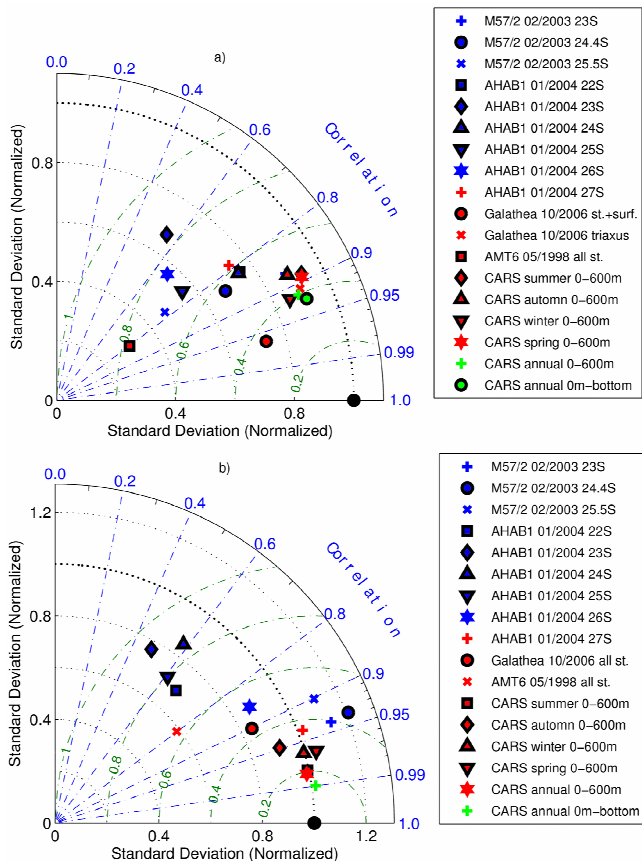 a)
0.0
0.2
0.4
0.6
0.8
0.9
0.95
0.99
1.0
Correlation
Standard Deviation (Normalized)
0.8
0.4
0
1
0.8
0.6
0.4
0.2
0.4
0.8
Standard Deviation (Normalized)
M57/2 02/2003 23S
M57/2 02/2003 24.4S
M57/2 02/2003 25.5S
AHAB1 01/2004 22S
AHAB1 01/2004 23S
AHAB1 01/2004 24S
AHAB1 01/2004 25S
AHAB1 01/2004 26S
AHAB1 01/2004 27S
Galathea 10/2006 st.+surf.
Galathea 10/2006 triaxus
AMT6 05/1998 all st.
CARS summer 0−600m
CARS automn 0−600m
CARS winter 0−600m
CARS spring 0−600m
CARS annual 0−600m
CARS annual 0m−bottom
b)
0.0
0.2
0.4
0.6
0.8
0.9
0.95
0.99
1.0
Correlation
Standard Deviation (Normalized)
1.2
0.8
0.4
0
1
0.8
0.6
0.4
0.2
0
0.4
0.8
1.2
Standard Deviation (Normalized)
M57/2 02/2003 23S
M57/2 02/2003 24.4S
M57/2 02/2003 25.5S
AHAB1 01/2004 22S
AHAB1 01/2004 23S
AHAB1 01/2004 24S
AHAB1 01/2004 25S
AHAB1 01/2004 26S
AHAB1 01/2004 27S
Galathea 10/2006 all st.
AMT6 05/1998 all st.
CARS summer 0−600m
CARS automn 0−600m
CARS winter 0−600m
CARS spring 0−600m
CARS annual 0−600m
CARS annual 0m−bottom